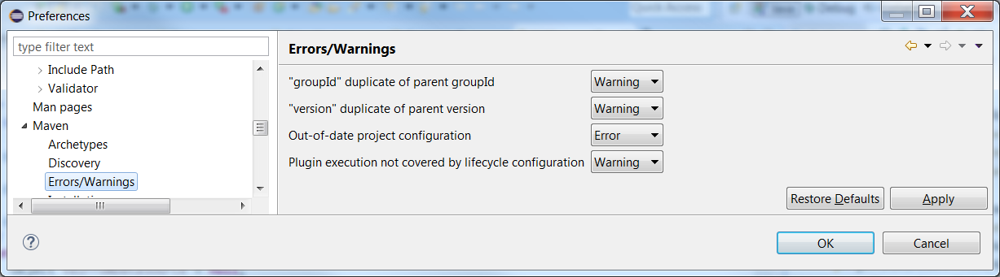 Preferences
type filter text
Include Path
Validator
Man pages
Maven
Archetypes
Discovery
Errors/Warnings
Errors/Warnings
"groupId" duplicate of parent groupId Warning
"version" duplicate of parent version Warning
Out-of-date project configuration Error
Plugin execution not covered by lifecycle configuration Warning
Restore Defaults Apply
OK Cancel